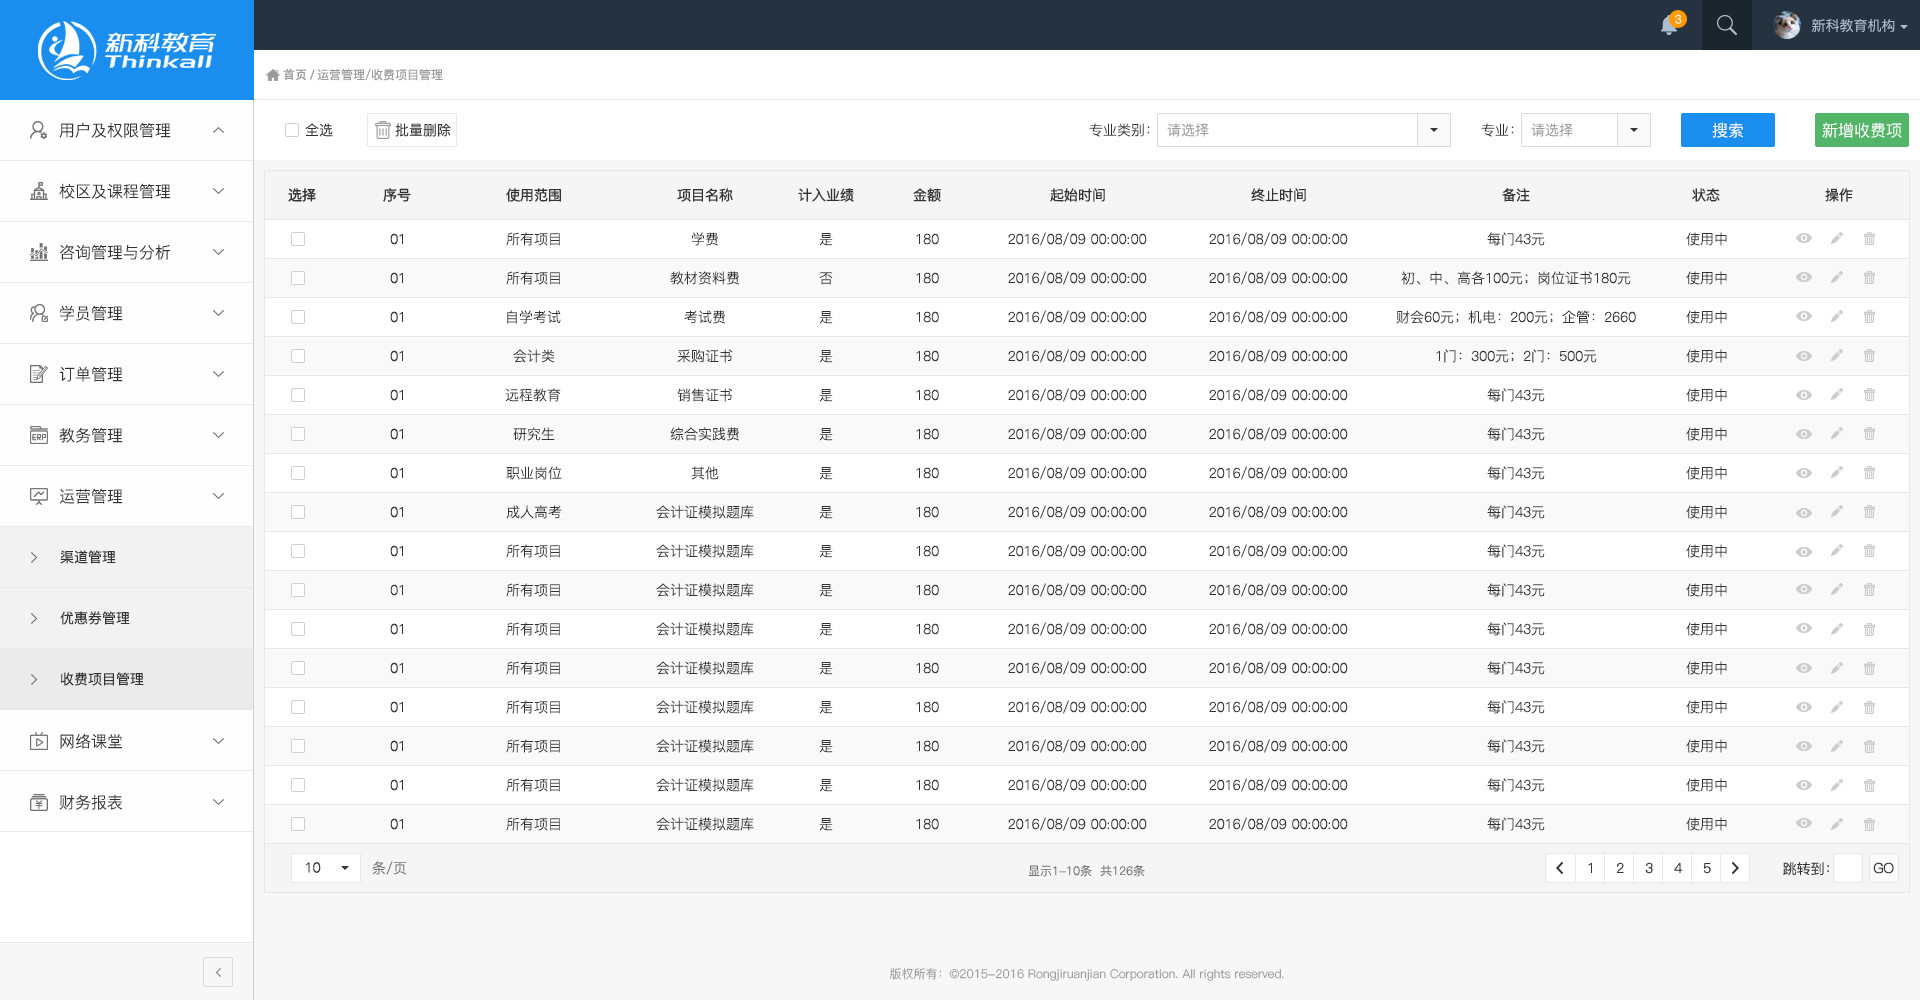 新科教育
Thinkall
3
新科教育机构
首页 / 运营管理/收费项目管理
用户及权限管理
校区及课程管理
咨询管理与分析
学员管理
订单管理
ERP 教务管理
运营管理
渠道管理
优惠券管理
收费项目管理
网络课堂
财务报表
全选 批量删除 专业类别： 请选择 专业： 请选择 搜索 新增收费项
选择 序号 使用范围 项目名称 计入业绩 金额 起始时间 终止时间 备注 状态 操作
01 所有项目 学费 是 180 2016/08/09 00:00:00 2016/08/09 00:00:00 每门43元 使用中
01 所有项目 教材资料费 否 180 2016/08/09 00:00:00 2016/08/09 00:00:00 初、中、高各100元；岗位证书180元 使用中
01 自学考试 考试费 是 180 2016/08/09 00:00:00 2016/08/09 00:00:00 财会60元；机电：200元；企管：2660 使用中
01 会计类 采购证书 是 180 2016/08/09 00:00:00 2016/08/09 00:00:00 1门：300元；2门：500元 使用中
01 远程教育 销售证书 是 180 2016/08/09 00:00:00 2016/08/09 00:00:00 每门43元 使用中
01 研究生 综合实践费 是 180 2016/08/09 00:00:00 2016/08/09 00:00:00 每门43元 使用中
01 职业岗位 其他 是 180 2016/08/09 00:00:00 2016/08/09 00:00:00 每门43元 使用中
01 成人高考 会计证模拟题库 是 180 2016/08/09 00:00:00 2016/08/09 00:00:00 每门43元 使用中
01 所有项目 会计证模拟题库 是 180 2016/08/09 00:00:00 2016/08/09 00:00:00 每门43元 使用中
01 所有项目 会计证模拟题库 是 180 2016/08/09 00:00:00 2016/08/09 00:00:00 每门43元 使用中
01 所有项目 会计证模拟题库 是 180 2016/08/09 00:00:00 2016/08/09 00:00:00 每门43元 使用中
01 所有项目 会计证模拟题库 是 180 2016/08/09 00:00:00 2016/08/09 00:00:00 每门43元 使用中
01 所有项目 会计证模拟题库 是 180 2016/08/09 00:00:00 2016/08/09 00:00:00 每门43元 使用中
01 所有项目 会计证模拟题库 是 180 2016/08/09 00:00:00 2016/08/09 00:00:00 每门43元 使用中
01 所有项目 会计证模拟题库 是 180 2016/08/09 00:00:00 2016/08/09 00:00:00 每门43元 使用中
01 所有项目 会计证模拟题库 是 180 2016/08/09 00:00:00 2016/08/09 00:00:00 每门43元 使用中
10 条/页 显示1-10条 共126条 1 2 3 4 5 跳转到： GO
版权所有：©2015-2016 Rongjiruanjian Corporation. All rights reserved.